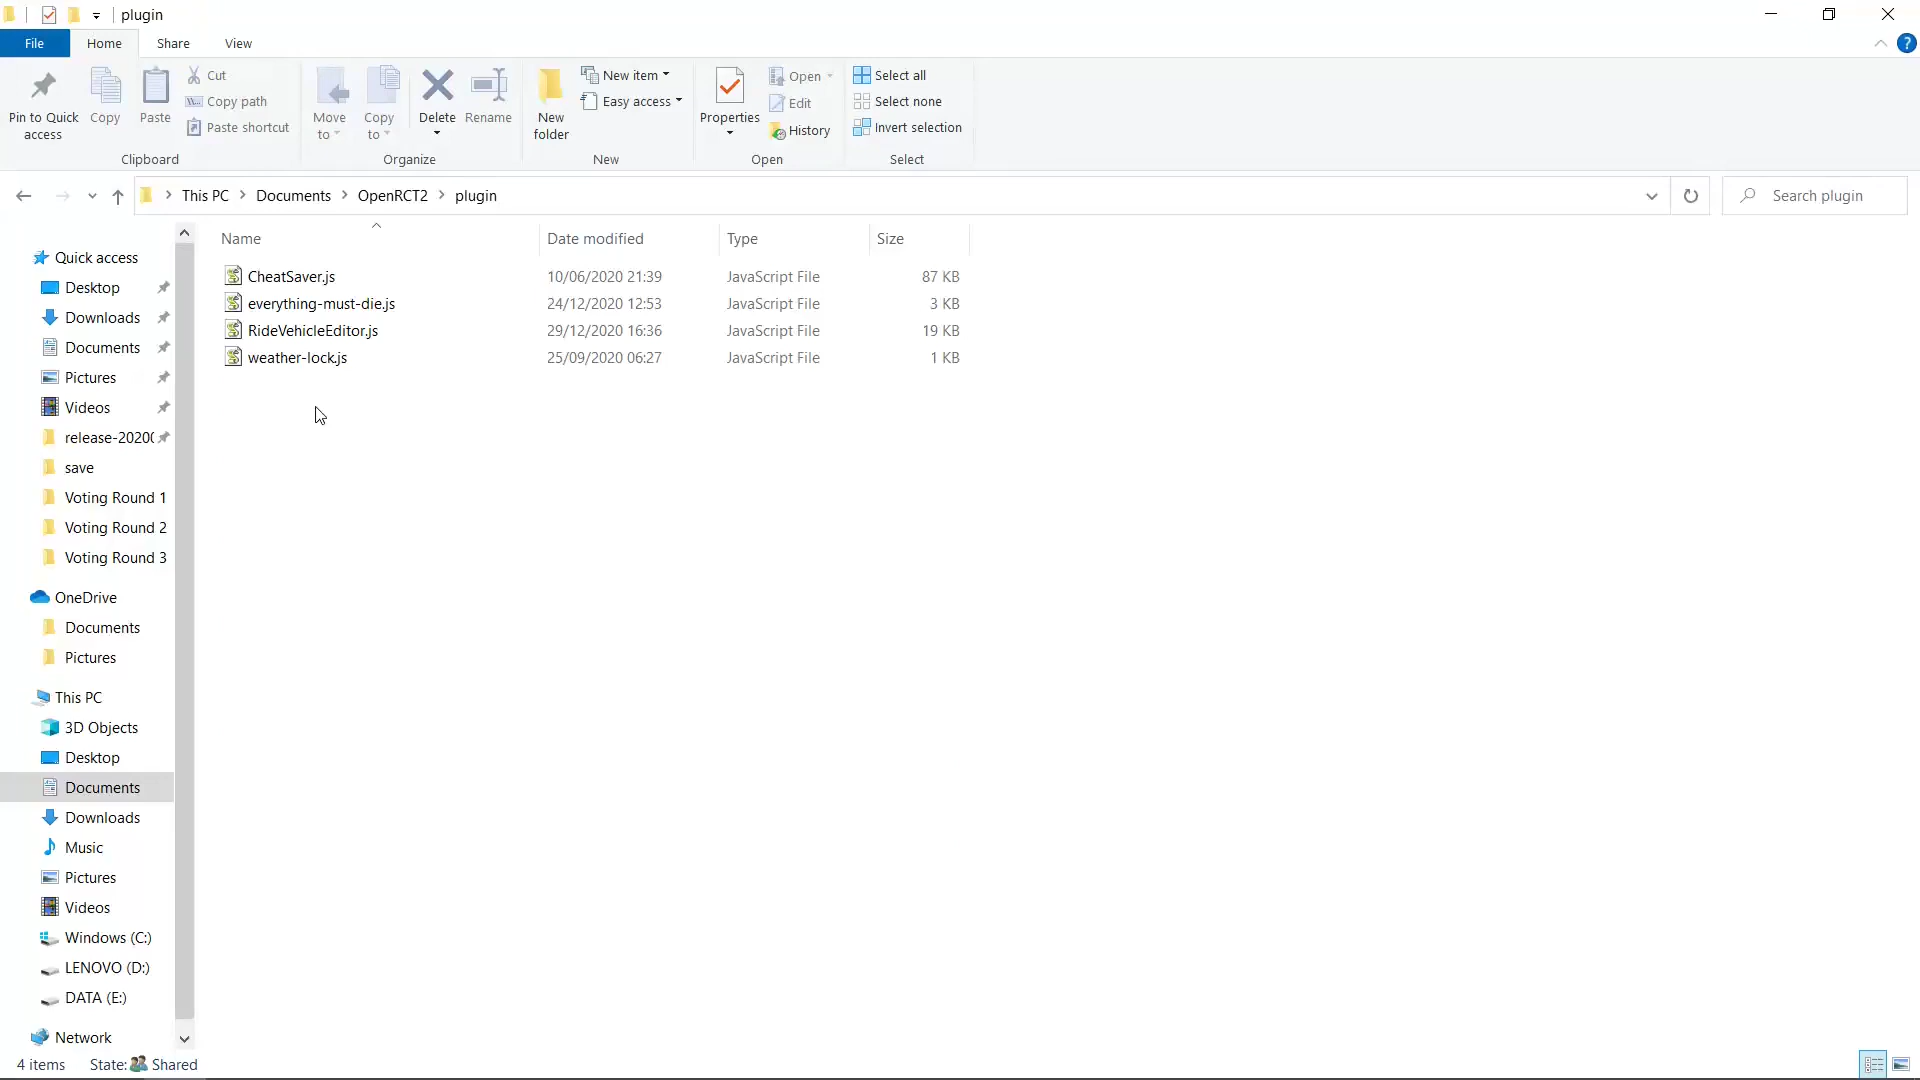 plugin
File Home Share View
Pin to Quick access
Copy
Paste
Cut
Copy path
Paste shortcut
Clipboard
Move to
Copy to
Delete
Rename
Organize
New folder
New item
Easy access
New
Properties
Open
Edit
History
Open
Select all
Select none
Invert selection
Select
This PC Documents OpenRCT2 plugin
Search plugin
Name Date modified Type Size
CheatSaver.js 10/06/2020 21:39 JavaScript File 87 KB
everything-must-die.js 24/12/2020 12:53 JavaScript File 3 KB
RideVehicleEditor.js 29/12/2020 16:36 JavaScript File 19 KB
weather-lock.js 25/09/2020 06:27 JavaScript File 1 KB
Quick access
Desktop
Downloads
Documents
Pictures
Videos
release-2020
save
Voting Round 1
Voting Round 2
Voting Round 3
OneDrive
Documents
Pictures
This PC
3D Objects
Desktop
Documents
Downloads
Music
Pictures
Videos
Windows (C:)
LENOVO (D:)
DATA (E:)
Network
4 items State: Shared